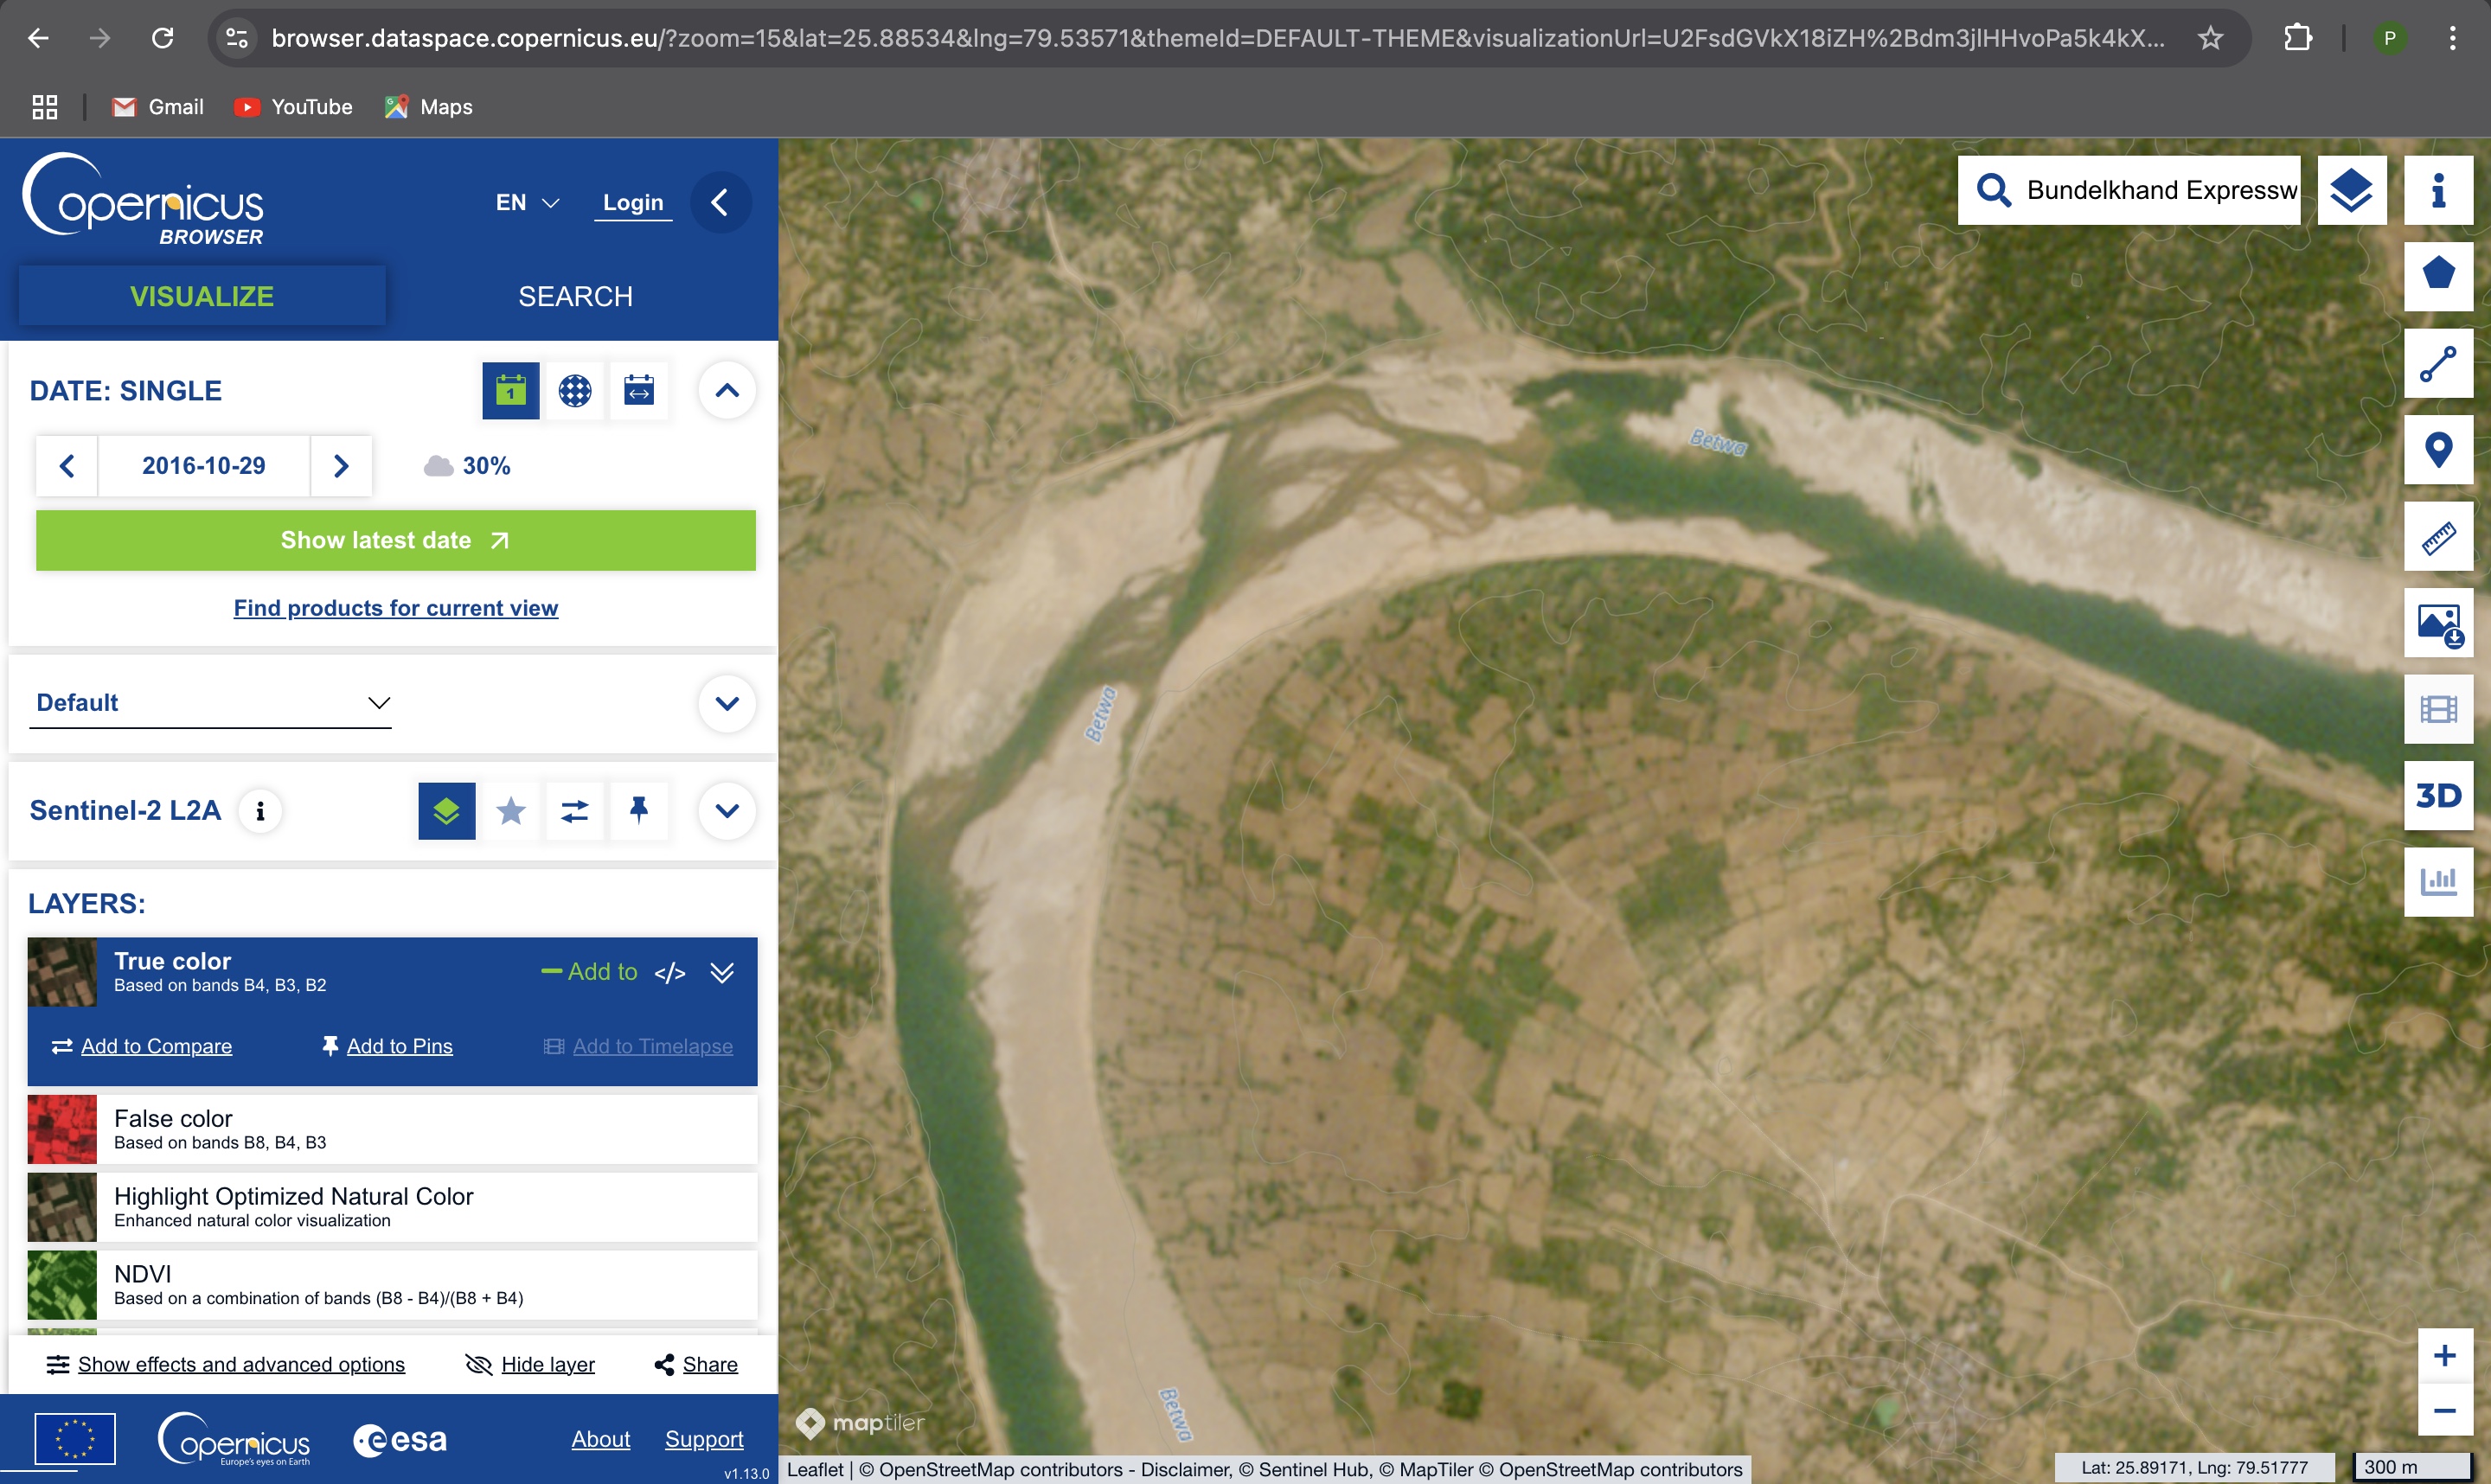 browser.dataspace.copernicus.eu/?zoom=15&lat=25.88534&lng=79.53571&themeId=DEFAULT-THEME&visualizationUrl=U2FsdGVkX18iZH%2Bdm3jlHHvoPa5k4kX...
P
Gmail
YouTube
Maps
Copernicus
BROWSER
EN
Login
VISUALIZE
SEARCH
Bundelkhand Expressw
DATE: SINGLE
1
2016-10-29
30%
Show latest date
Find products for current view
Default
Sentinel-2 L2A
LAYERS:
True color
Based on bands B4, B3, B2
Add to
</>
Add to Compare
Add to Pins
Add to Timelapse
False color
Based on bands B8, B4, B3
Highlight Optimized Natural Color
Enhanced natural color visualization
NDVI
Based on a combination of bands (B8 - B4)/(B8 + B4)
Show effects and advanced options
Hide layer
Share
Copernicus
Europe's eyes on Earth
esa
About
Support
v1.13.0
Betwa
Betwa
Betwa
3D
maptiler
Leaflet | © OpenStreetMap contributors - Disclaimer, © Sentinel Hub, © MapTiler © OpenStreetMap contributors
Lat: 25.89171, Lng: 79.51777
300 m